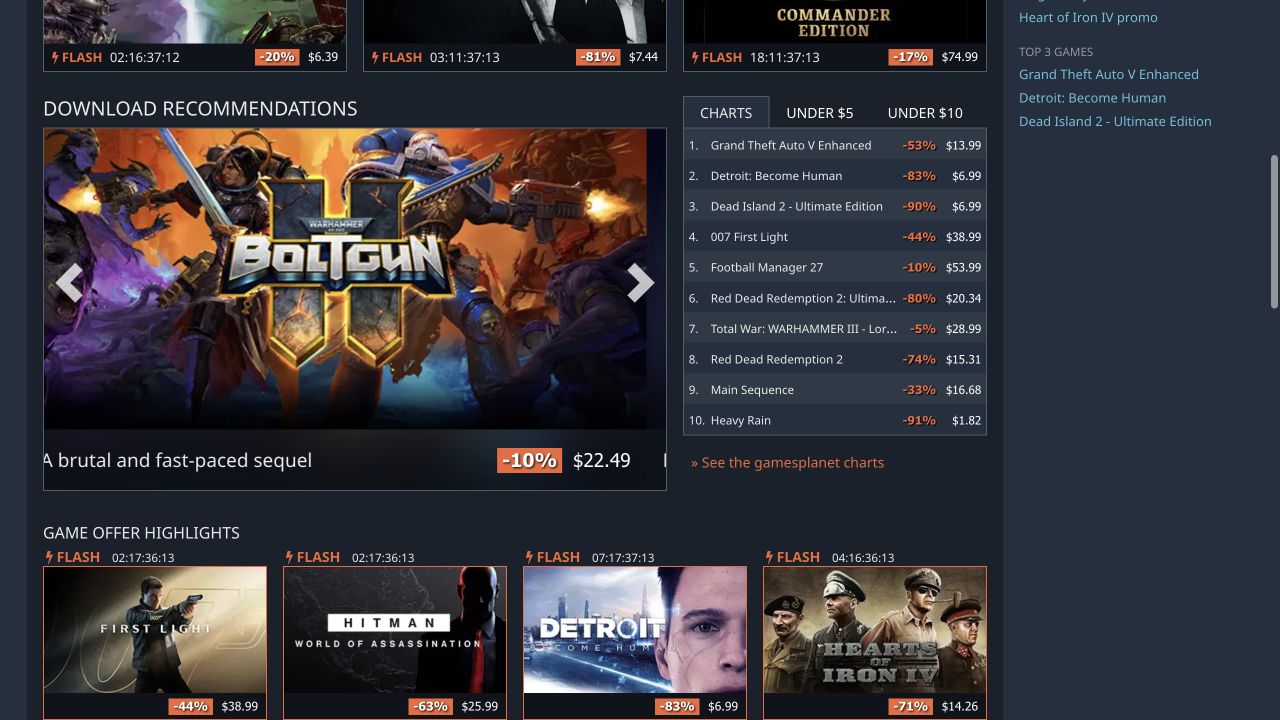 COMMANDER
EDITION
FLASH 02:16:37:12 -20% $6.39
FLASH 03:11:37:13 -81% $7.44
FLASH 18:11:37:13 -17% $74.99
Heart of Iron IV promo
TOP 3 GAMES
Grand Theft Auto V Enhanced
Detroit: Become Human
Dead Island 2 - Ultimate Edition
DOWNLOAD RECOMMENDATIONS
WARHAMMER
BOLTGUN
II
A brutal and fast-paced sequel -10% $22.49
CHARTS UNDER $5 UNDER $10
1. Grand Theft Auto V Enhanced -53% $13.99
2. Detroit: Become Human -83% $6.99
3. Dead Island 2 - Ultimate Edition -90% $6.99
4. 007 First Light -44% $38.99
5. Football Manager 27 -10% $53.99
6. Red Dead Redemption 2: Ultima... -80% $20.34
7. Total War: WARHAMMER III - Lor... -5% $28.99
8. Red Dead Redemption 2 -74% $15.31
9. Main Sequence -33% $16.68
10. Heavy Rain -91% $1.82
» See the gamesplanet charts
GAME OFFER HIGHLIGHTS
FLASH 02:17:36:13
FIRST LIGHT
-44% $38.99
FLASH 02:17:36:13
HITMAN
WORLD OF ASSASSINATION
-63% $25.99
FLASH 07:17:37:13
DETROIT
BECOME HUMAN
-83% $6.99
FLASH 04:16:36:13
HEARTS
OF
IRON IV
-71% $14.26